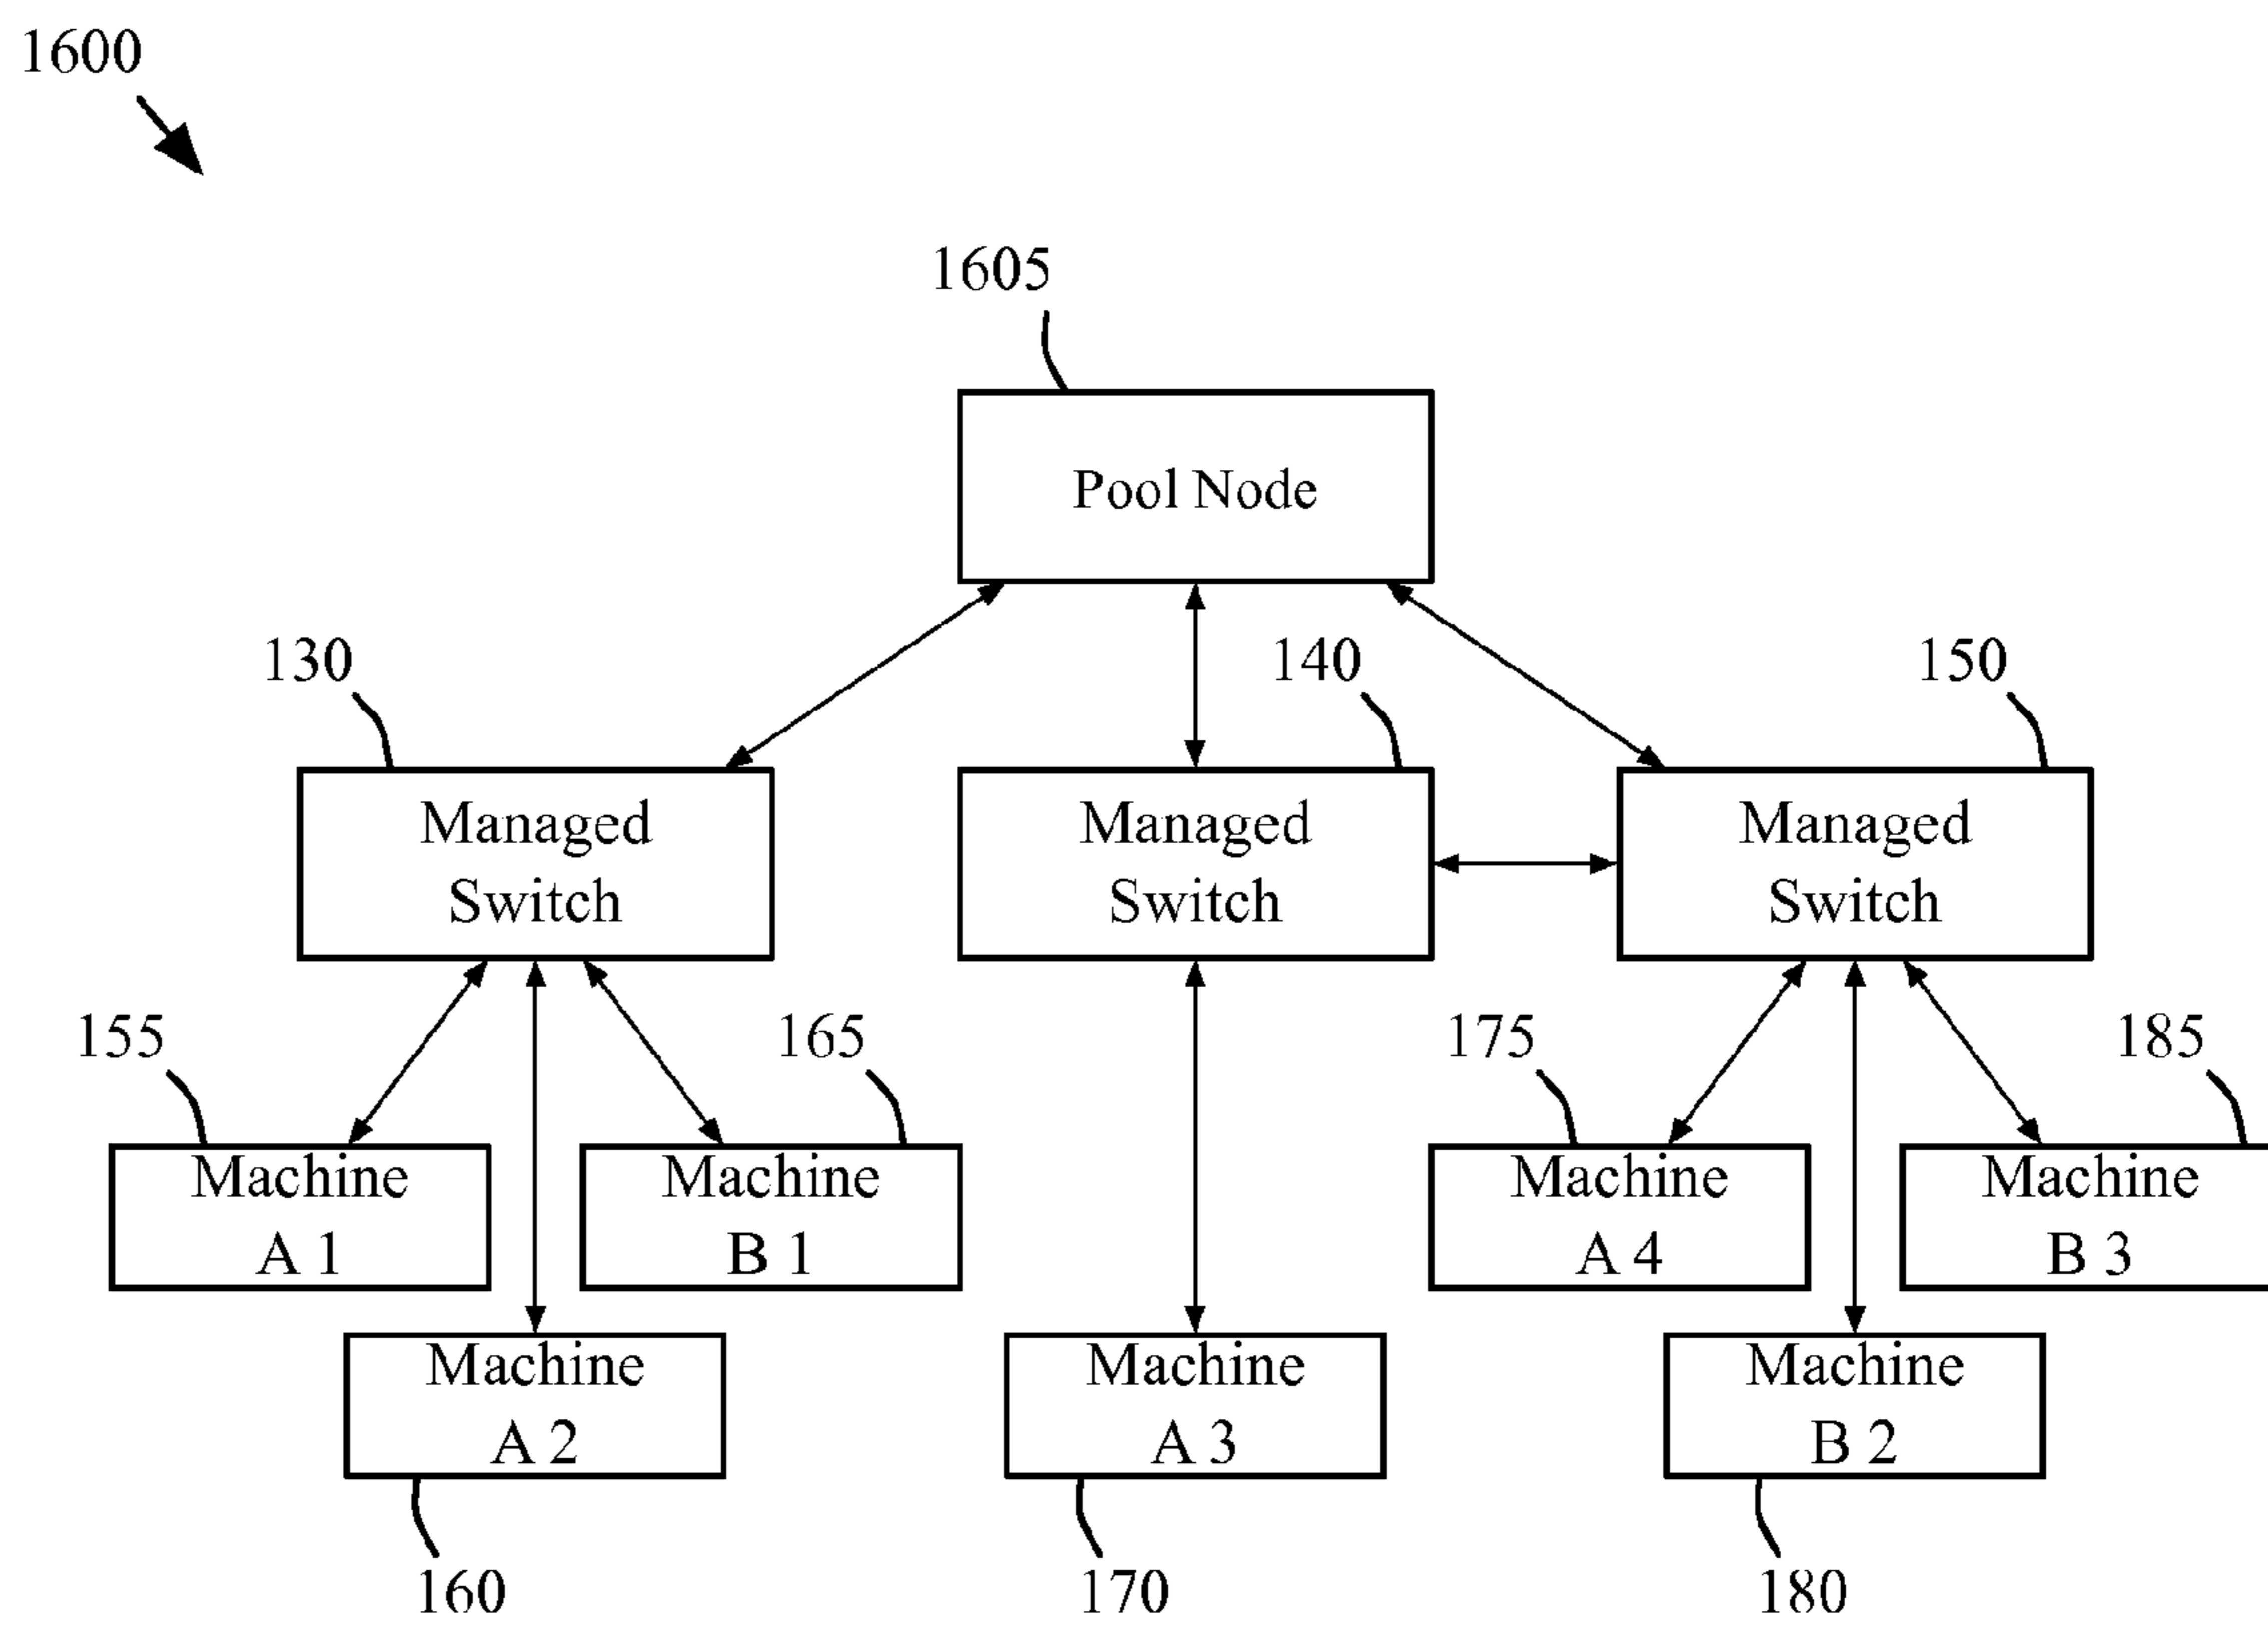 1600
1605
Pool Node
130
140
150
Managed
Switch
Managed
Switch
Managed
Switch
155
165
175
185
Machine
A 1
Machine
B 1
Machine
A 4
Machine
B 3
Machine
A 2
Machine
A 3
Machine
B 2
160
170
180